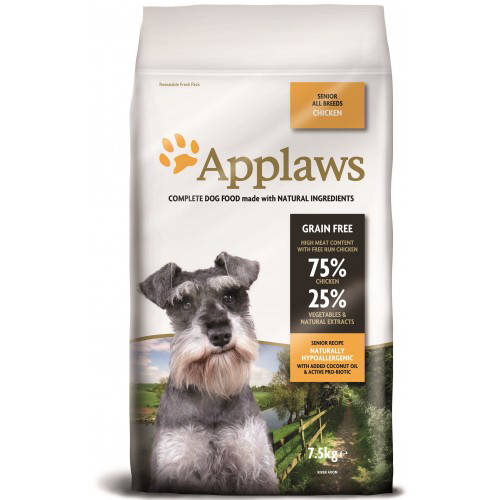 Resealable Fresh Pack
SENIOR
ALL BREEDS
CHICKEN
Applaws
COMPLETE DOG FOOD made with NATURAL INGREDIENTS
GRAIN FREE
HIGH MEAT CONTENT
WITH FREE RUN CHICKEN
75%
CHICKEN
25%
VEGETABLES &
NATURAL EXTRACTS
SENIOR RECIPE
NATURALLY
HYPOALLERGENIC
WITH ADDED COCONUT OIL
& ACTIVE PRO-BIOTIC
7.5kg e
RIVER AVON